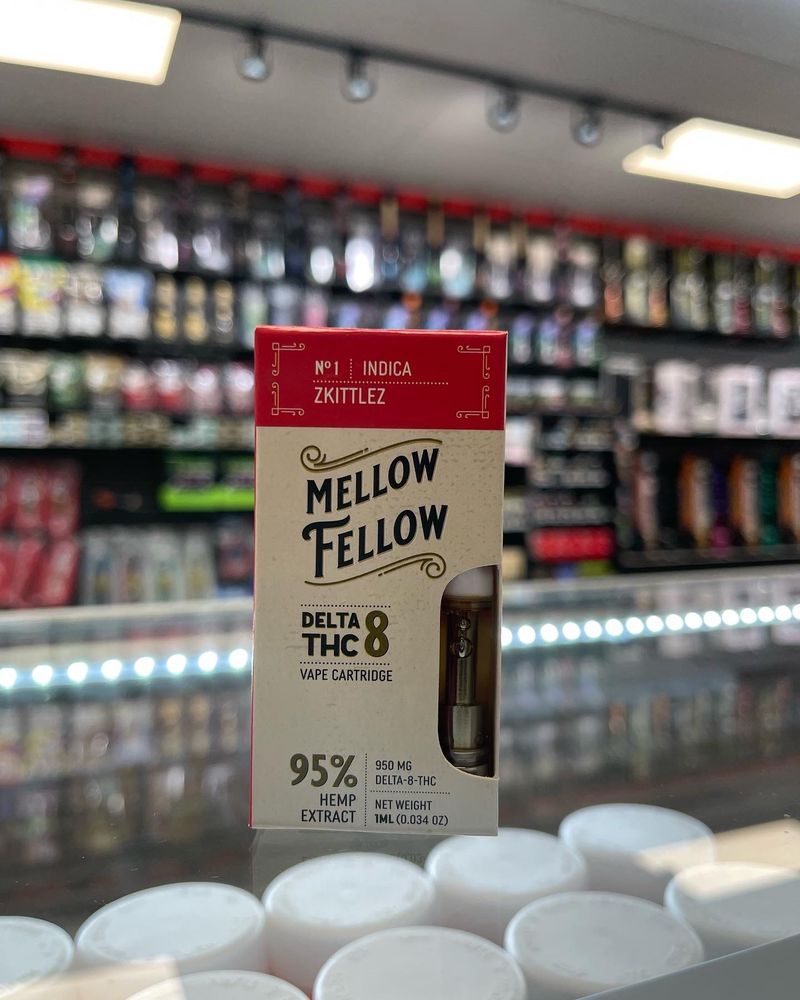 Nº1 INDICA
ZKITTLEZ
MELLOW
FELLOW
DELTA
THC 8
VAPE CARTRIDGE
95%
HEMP
EXTRACT
950 MG
DELTA-8-THC
NET WEIGHT
1ML (0.034 OZ)